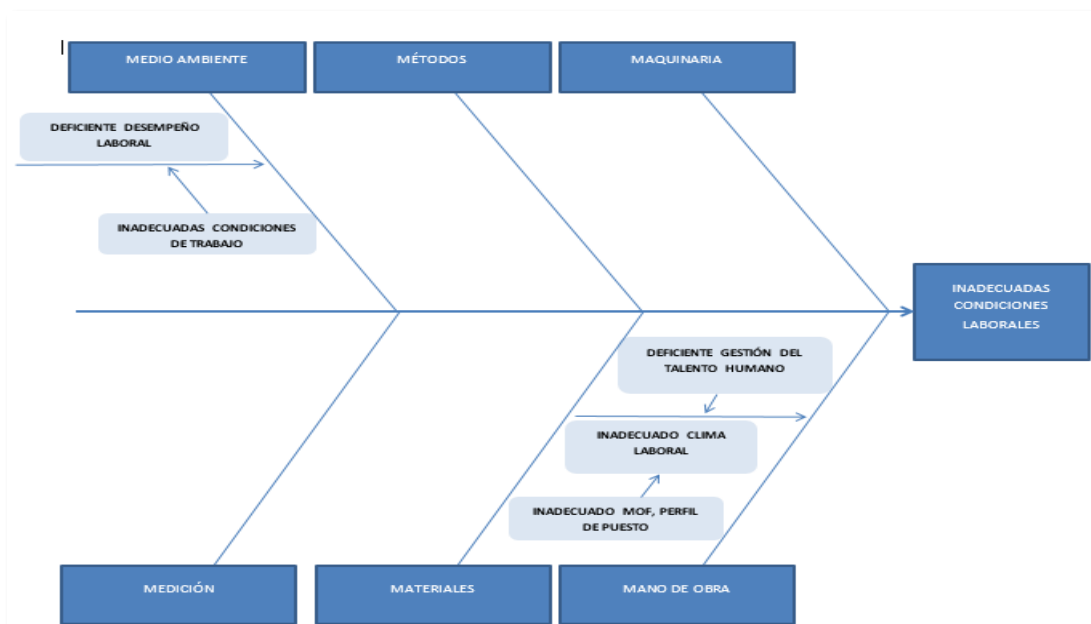 MEDIO AMBIENTE
MÉTODOS
MAQUINARIA
DEFICIENTE DESEMPEÑO
LABORAL
INADECUADAS CONDICIONES
DE TRABAJO
INADECUADAS
CONDICIONES
LABORALES
DEFICIENTE GESTIÓN DEL
TALENTO HUMANO
INADECUADO CLIMA
LABORAL
INADECUADO MOF, PERFIL
DE PUESTO
MEDICIÓN
MATERIALES
MANO DE OBRA